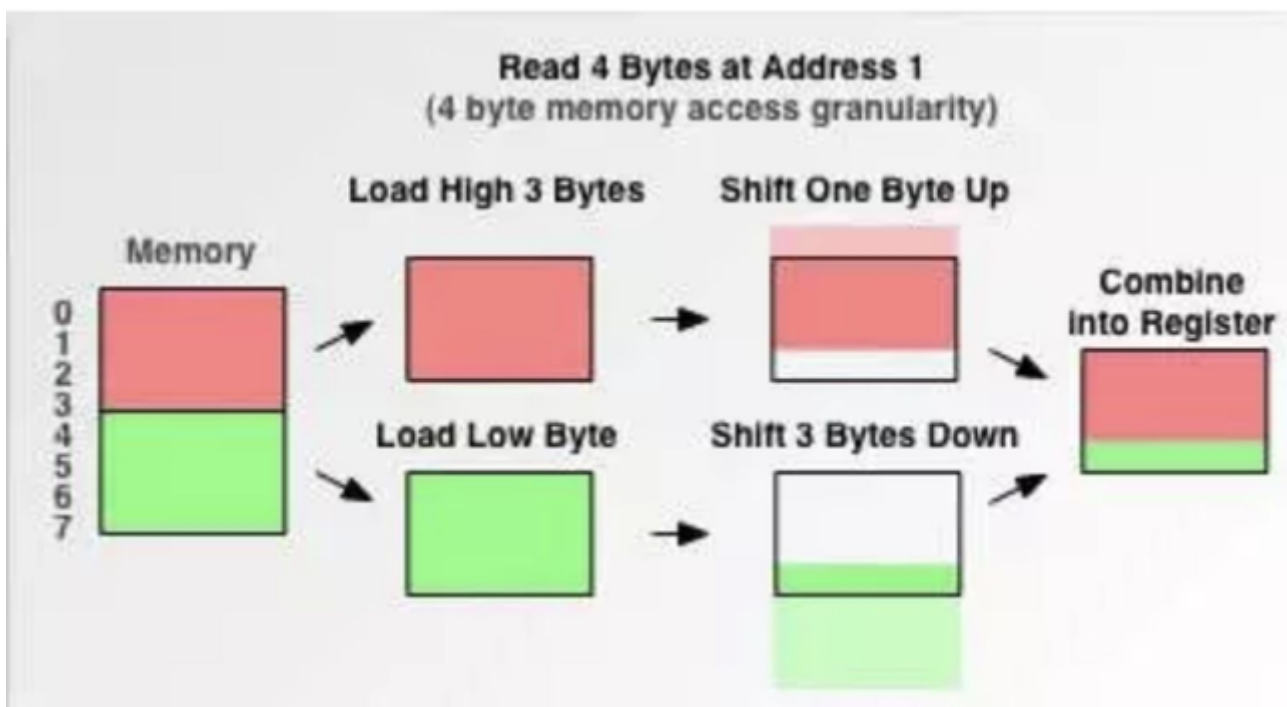 Read 4 Bytes at Address 1
(4 byte memory access granularity)
Load High 3 Bytes
Shift One Byte Up
Memory
0
1
2
3
4
5
6
7
Combine
into Register
Load Low Byte
Shift 3 Bytes Down